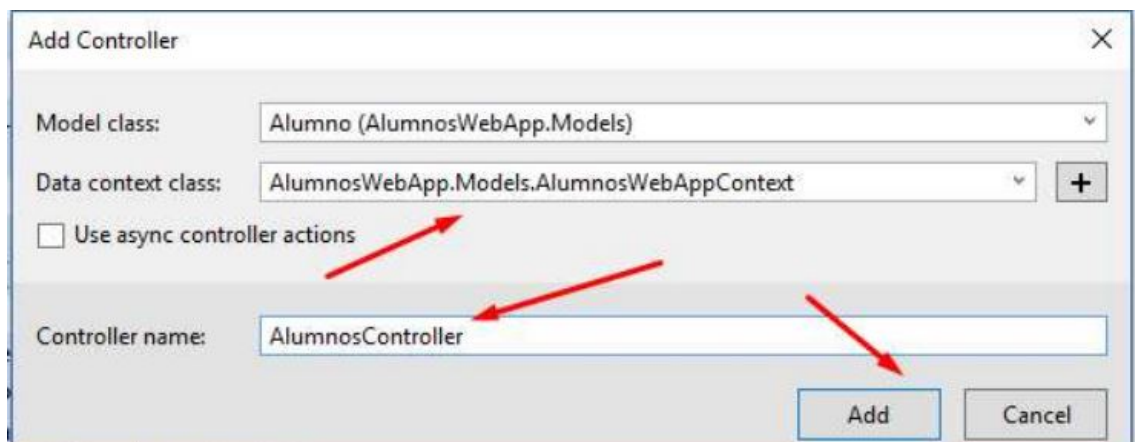 Add Controller
Model class: Alumno (AlumnosWebApp.Models)
Data context class: AlumnosWebApp.Models.AlumnosWebAppContext
Use async controller actions
Controller name: AlumnosController
Add Cancel